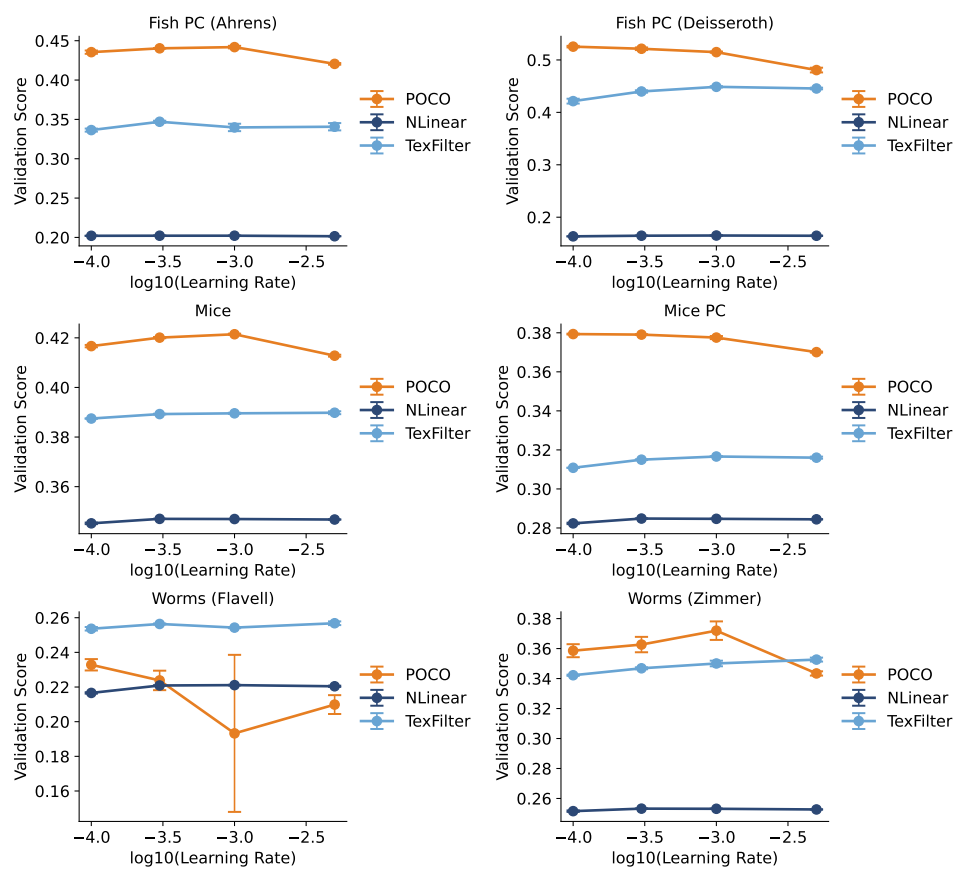 Fish PC (Ahrens)
Validation Score
0.45
0.40
0.35
0.30
0.25
0.20
−4.0 −3.5 −3.0 −2.5
log10(Learning Rate)
POCO
NLinear
TexFilter
Fish PC (Deisseroth)
Validation Score
0.5
0.4
0.3
0.2
−4.0 −3.5 −3.0 −2.5
log10(Learning Rate)
POCO
NLinear
TexFilter
Mice
Validation Score
0.42
0.40
0.38
0.36
−4.0 −3.5 −3.0 −2.5
log10(Learning Rate)
POCO
NLinear
TexFilter
Mice PC
Validation Score
0.38
0.36
0.34
0.32
0.30
0.28
−4.0 −3.5 −3.0 −2.5
log10(Learning Rate)
POCO
NLinear
TexFilter
Worms (Flavell)
Validation Score
0.26
0.24
0.22
0.20
0.18
0.16
−4.0 −3.5 −3.0 −2.5
log10(Learning Rate)
POCO
NLinear
TexFilter
Worms (Zimmer)
Validation Score
0.38
0.36
0.34
0.32
0.30
0.28
0.26
−4.0 −3.5 −3.0 −2.5
log10(Learning Rate)
POCO
NLinear
TexFilter